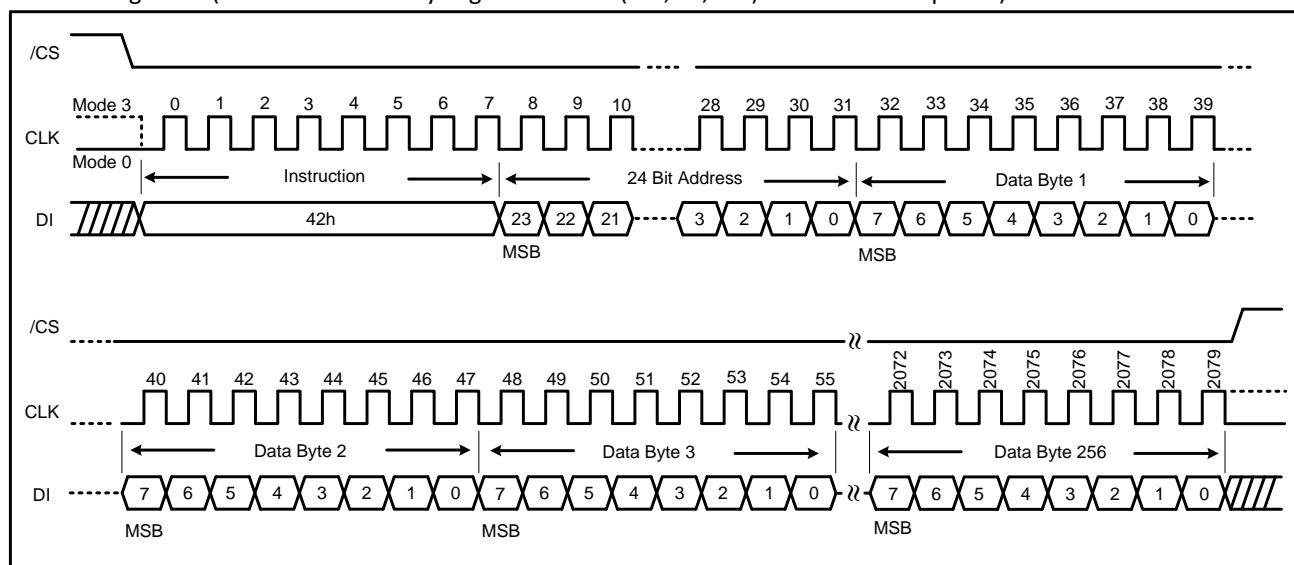 /CS
Mode 3 0 1 2 3 4 5 6 7 8 9 10 28 29 30 31 32 33 34 35 36 37 38 39
CLK
Mode 0
Instruction 24 Bit Address Data Byte 1
DI 42h 23 22 21 3 2 1 0 7 6 5 4 3 2 1 0
MSB MSB
/CS
40 41 42 43 44 45 46 47 48 49 50 51 52 53 54 55 2072 2073 2074 2075 2076 2077 2078 2079
CLK
Data Byte 2 Data Byte 3 Data Byte 256
DI 7 6 5 4 3 2 1 0 7 6 5 4 3 2 1 0 7 6 5 4 3 2 1 0
MSB MSB MSB